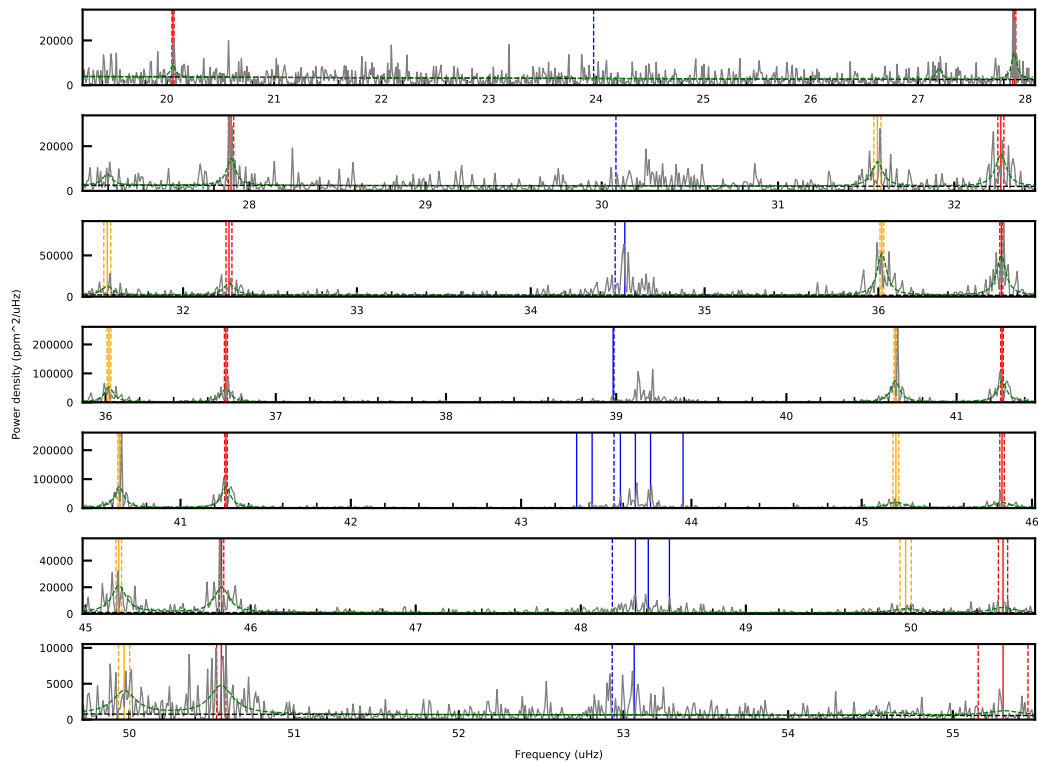 20000
0
20 21 22 23 24 25 26 27 28
20000
0
28 29 30 31 32
50000
0
32 33 34 35 36
200000
100000
0
36 37 38 39 40 41
Power density (ppm^2/uHz)
200000
100000
0
41 42 43 44 45 46
40000
20000
0
45 46 47 48 49 50
10000
5000
0
50 51 52 53 54 55
Frequency (uHz)